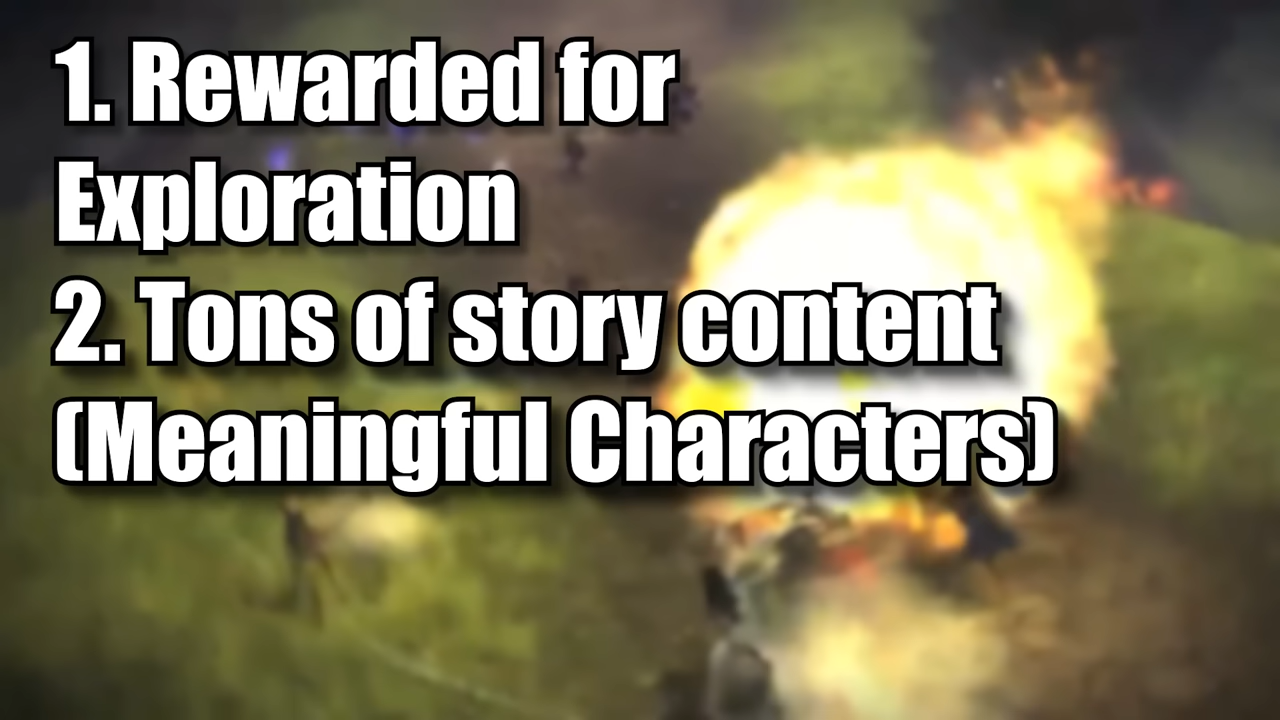 1. Rewarded for
Exploration
2. Tons of story content
(Meaningful Characters)